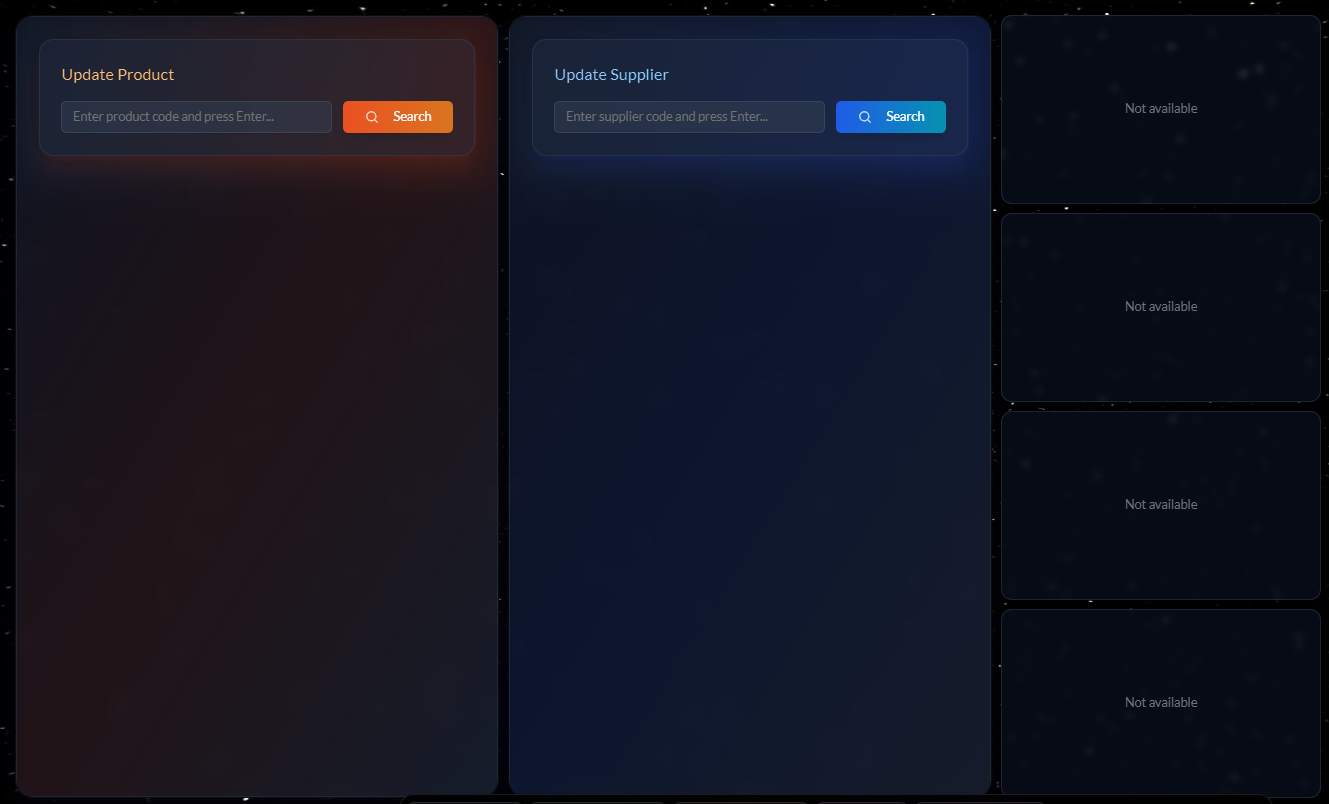 Update Product
Enter product code and press Enter...
Search
Update Supplier
Enter supplier code and press Enter...
Search
Not available
Not available
Not available
Not available